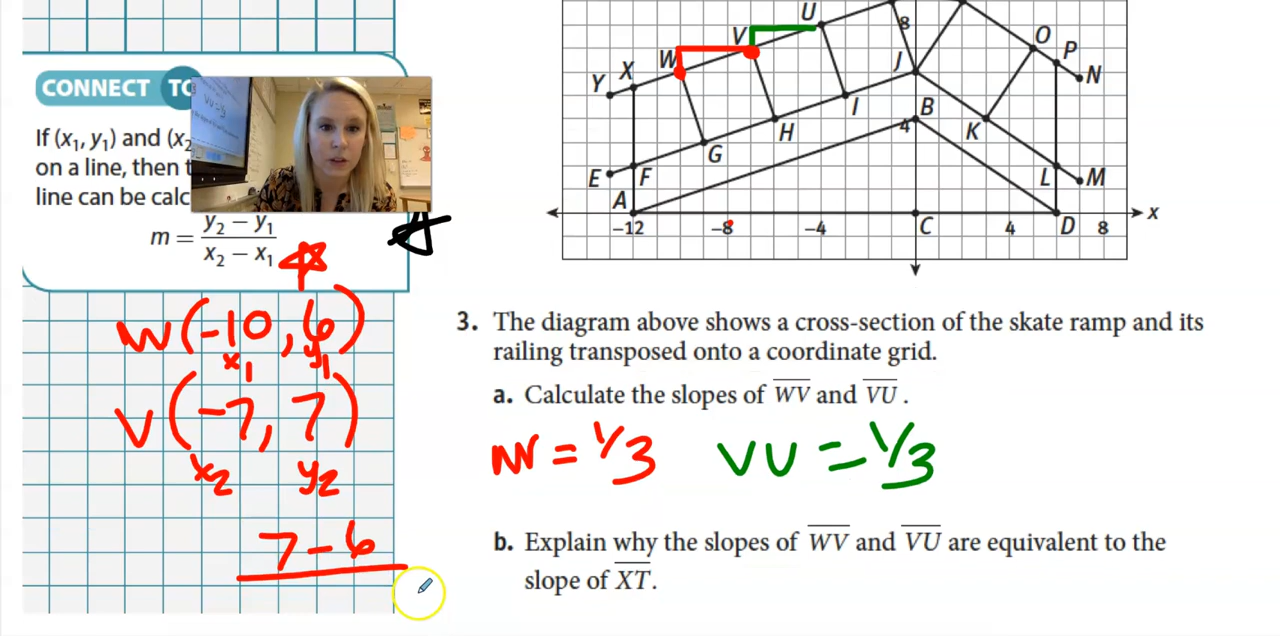 CONNECT TO
If (x₁, y₁) and (x₂
on a line, then t
line can be calc
m = y₂ − y₁ / x₂ − x₁
W(-10, 6)
x₁ y₁
V(-7, 7)
x₂ y₂
7 - 6
U
8
V
W
X
Y
O
P
J
N
I
B
H
4
K
G
E
F
L
M
A
x
-12
-8
-4
C
4
D
8
3. The diagram above shows a cross-section of the skate ramp and its
railing transposed onto a coordinate grid.
a. Calculate the slopes of WV and VU.
WV = 1/3 VU = 1/3
b. Explain why the slopes of WV and VU are equivalent to the
slope of XT.